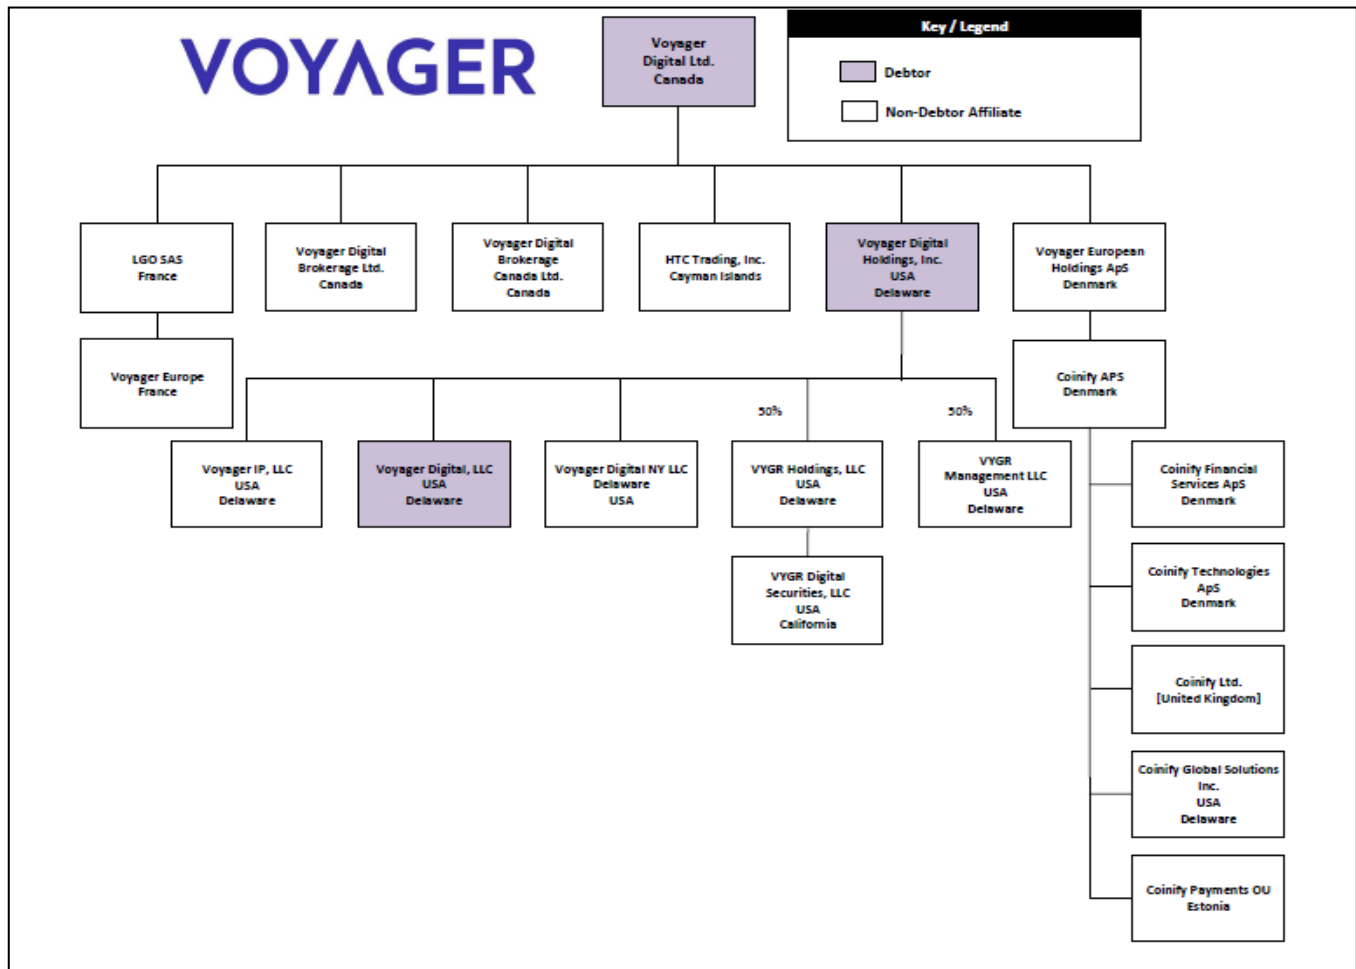 VOYAGER
Voyager
Digital Ltd.
Canada
Key / Legend
Debtor
Non-Debtor Affiliate
LGO SAS
France
Voyager Digital
Brokerage Ltd.
Canada
Voyager Digital
Brokerage
Canada Ltd.
Canada
HTC Trading, Inc.
Cayman Islands
Voyager Digital
Holdings, Inc.
USA
Delaware
Voyager European
Holdings ApS
Denmark
Voyager Europe
France
Coinify APS
Denmark
50%
50%
Voyager IP, LLC
USA
Delaware
Voyager Digital, LLC
USA
Delaware
Voyager Digital NY LLC
Delaware
USA
VYGR Holdings, LLC
USA
Delaware
VYGR
Management LLC
USA
Delaware
Coinify Financial
Services ApS
Denmark
VYGR Digital
Securities, LLC
USA
California
Coinify Technologies
ApS
Denmark
Coinify Ltd.
[United Kingdom]
Coinify Global Solutions
Inc.
USA
Delaware
Coinify Payments OU
Estonia